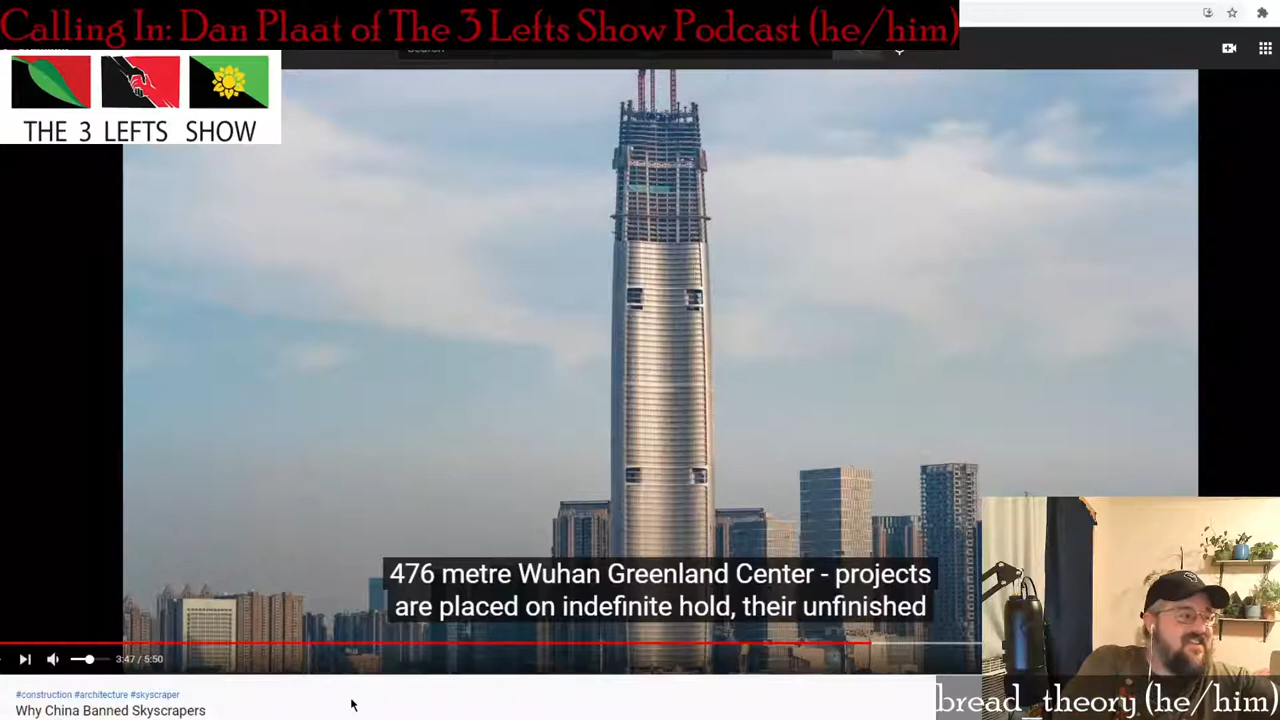 Calling In: Dan Plaat of The 3 Lefts Show Podcast (he/him)
THE 3 LEFTS SHOW
476 metre Wuhan Greenland Center - projects
are placed on indefinite hold, their unfinished
3:47 / 5:50
#construction #architecture #skyscraper
Why China Banned Skyscrapers
bread_theory (he/him)